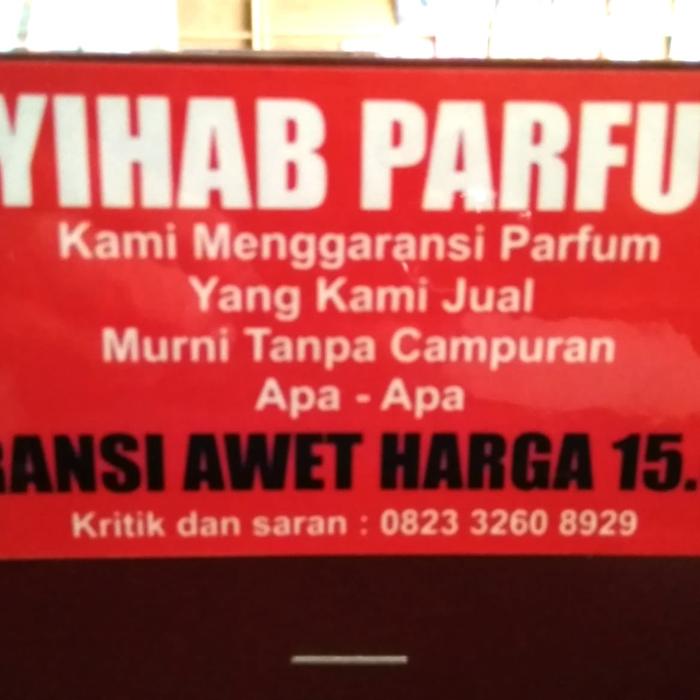 YIHAB PARFU
Kami Menggaransi Parfum
Yang Kami Jual
Murni Tanpa Campuran
Apa - Apa
RANSI AWET HARGA 15.
Kritik dan saran : 0823 3260 8929